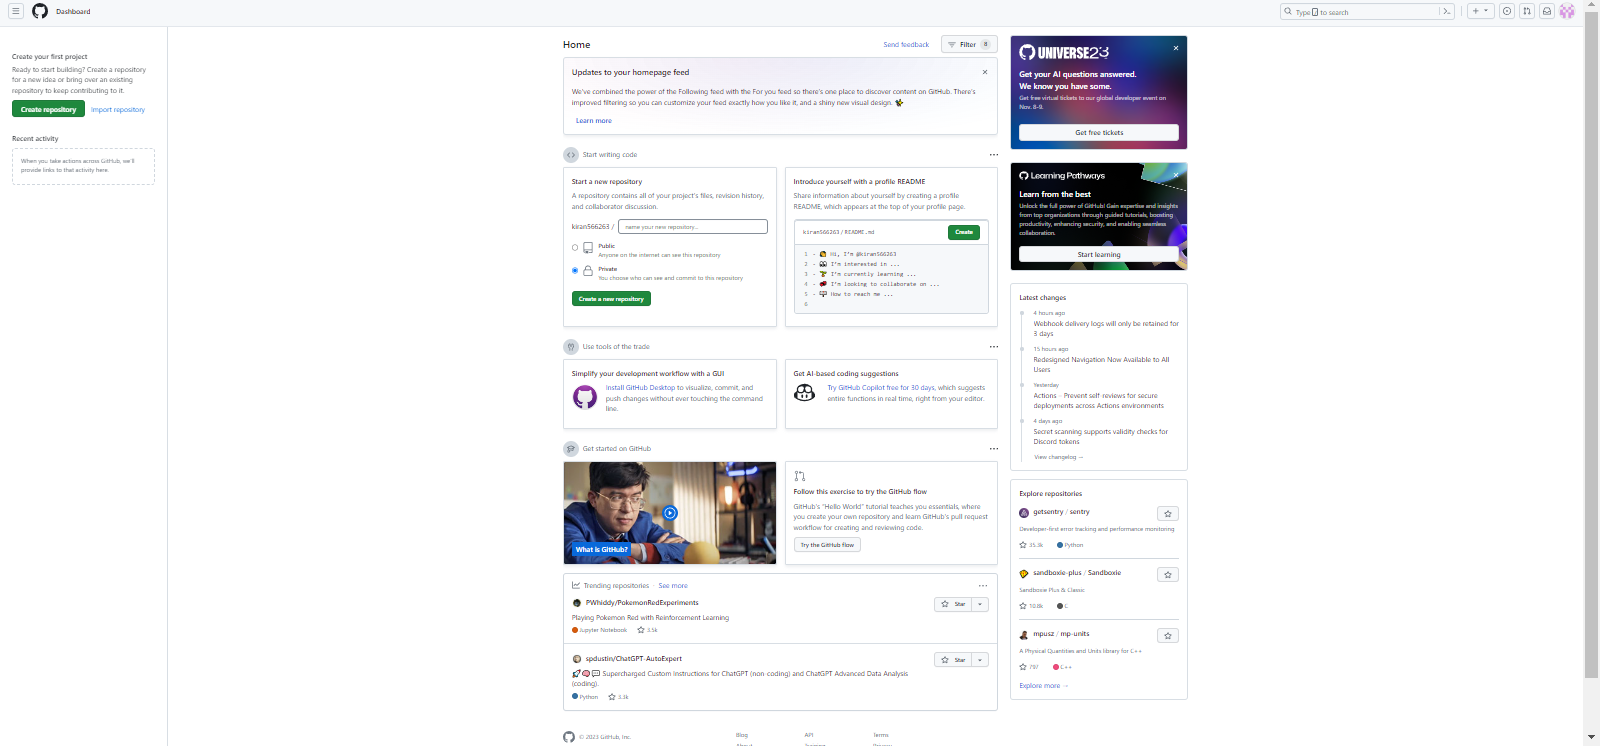 Dashboard
Type / to search
Create your first project
Ready to start building? Create a repository
for a new idea or bring over an existing
repository to keep contributing to it.
Create repository
Import repository
Recent activity
When you take actions across GitHub, we'll
provide links to that activity here.
Home
Send feedback
Filter 8
Updates to your homepage feed
We've combined the power of the Following feed with the For you feed so there's one place to discover content on GitHub. There's
improved filtering so you can customize your feed exactly how you like it, and a shiny new visual design. ✨
Learn more
Start writing code
Start a new repository
A repository contains all of your project's files, revision history,
and collaborator discussion.
kiran566263 /
name your new repository...
Public
Anyone on the internet can see this repository
Private
You choose who can see and commit to this repository
Create a new repository
Introduce yourself with a profile README
Share information about yourself by creating a profile
README, which appears at the top of your profile page.
kiran566263 / README.md
Create
1 - 👋 Hi, I'm @kiran566263
2 - 👀 I'm interested in ...
3 - 🌱 I'm currently learning ...
4 - 💞️ I'm looking to collaborate on ...
5 - 📫 How to reach me ...
6
Use tools of the trade
Simplify your development workflow with a GUI
Install GitHub Desktop to visualize, commit, and
push changes without ever touching the command
line.
Get AI-based coding suggestions
Try GitHub Copilot free for 30 days, which suggests
entire functions in real time, right from your editor.
Get started on GitHub
What is GitHub?
Follow this exercise to try the GitHub flow
GitHub's "Hello World" tutorial teaches you essentials, where
you create your own repository and learn GitHub's pull request
workflow for creating and reviewing code.
Try the GitHub flow
Trending repositories · See more
PWhiddy/PokemonRedExperiments
Star
Playing Pokemon Red with Reinforcement Learning
Jupyter Notebook 3.5k
spdustin/ChatGPT-AutoExpert
Star
🚀🧠💬 Supercharged Custom Instructions for ChatGPT (non-coding) and ChatGPT Advanced Data Analysis
(coding).
Python 3.3k
© 2023 GitHub, Inc.
Blog
API
Terms
About
Training
Privacy
UNIVERSE23
Get your AI questions answered.
We know you have some.
Get free virtual tickets to our global developer event on
Nov. 8-9.
Get free tickets
Learning Pathways
Learn from the best
Unlock the full power of GitHub! Gain expertise and insights
from top organizations through guided tutorials, boosting
productivity, enhancing security, and enabling seamless
collaboration.
Start learning
Latest changes
4 hours ago
Webhook delivery logs will only be retained for
3 days
15 hours ago
Redesigned Navigation Now Available to All
Users
Yesterday
Actions - Prevent self-reviews for secure
deployments across Actions environments
4 days ago
Secret scanning supports validity checks for
Discord tokens
View changelog →
Explore repositories
getsentry / sentry
Developer-first error tracking and performance monitoring
35.3k Python
sandboxie-plus / Sandboxie
Sandboxie Plus & Classic
10.8k C
mpusz / mp-units
A Physical Quantities and Units library for C++
797 C++
Explore more →